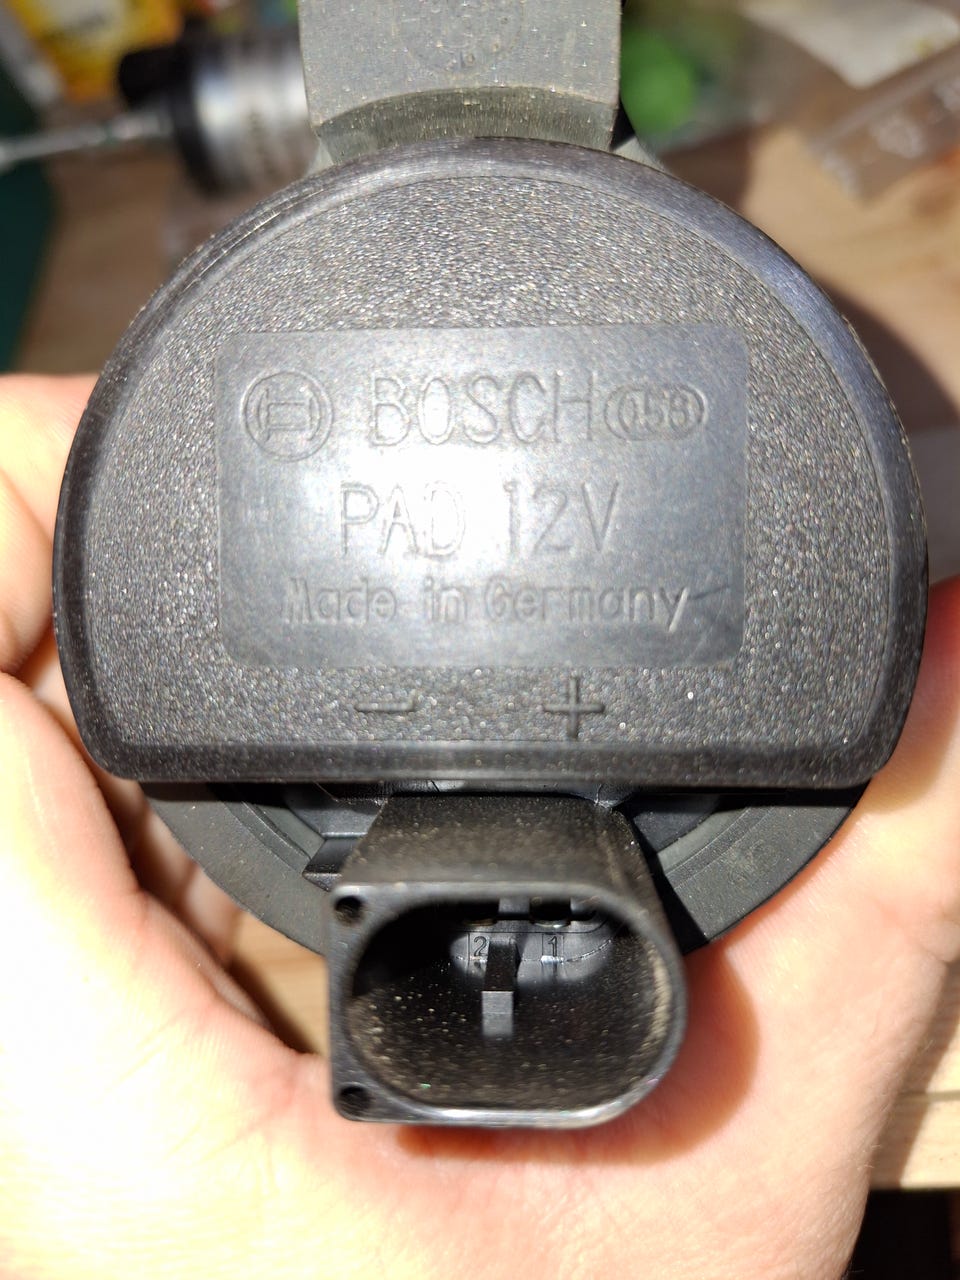 BOSCH
PAD 12V
Made in Germany
− +
2 1